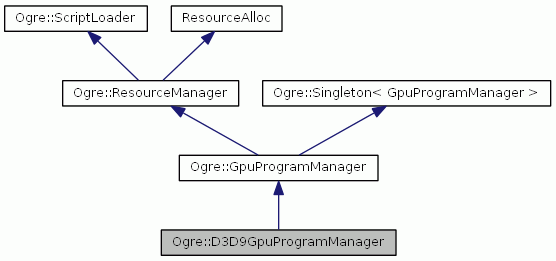 Ogre::ScriptLoader
ResourceAlloc
Ogre::ResourceManager
Ogre::Singleton< GpuProgramManager >
Ogre::GpuProgramManager
Ogre::D3D9GpuProgramManager